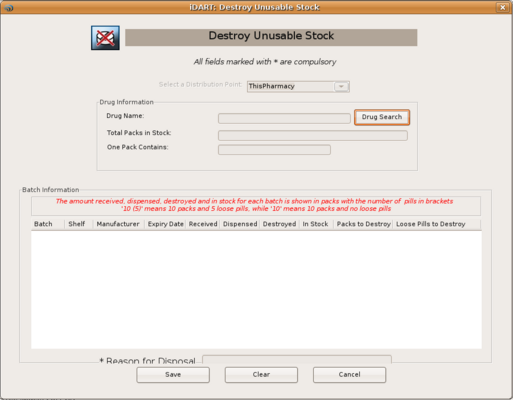 iDART: Destroy Unusable Stock
Destroy Unusable Stock
All fields marked with * are compulsory
Select a Distribution Point: ThisPharmacy
Drug Information
Drug Name: Drug Search
Total Packs in Stock:
One Pack Contains:
Batch Information
The amount received, dispensed, destroyed and in stock for each batch is shown in packs with the number of pills in brackets
'10 (5)' means 10 packs and 5 loose pills, while '10' means 10 packs and no loose pills
Batch Shelf Manufacturer Expiry Date Received Dispensed Destroyed In Stock Packs to Destroy Loose Pills to Destroy
* Reason for Disposal
Save Clear Cancel